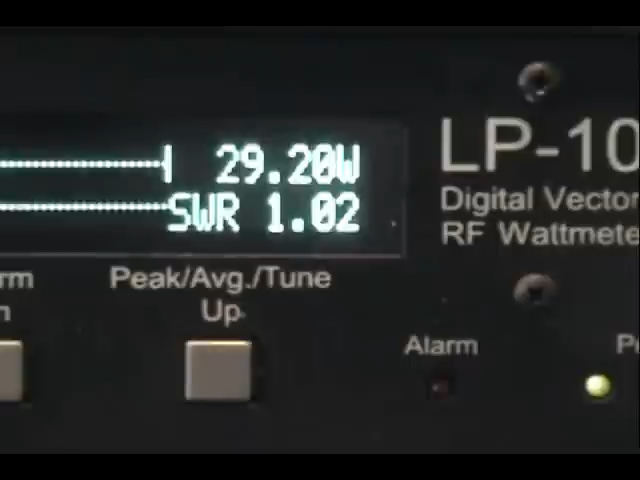 29.20W
SWR 1.02
LP-10
Digital Vector
RF Wattmete
Peak/Avg./Tune
Up
Alarm